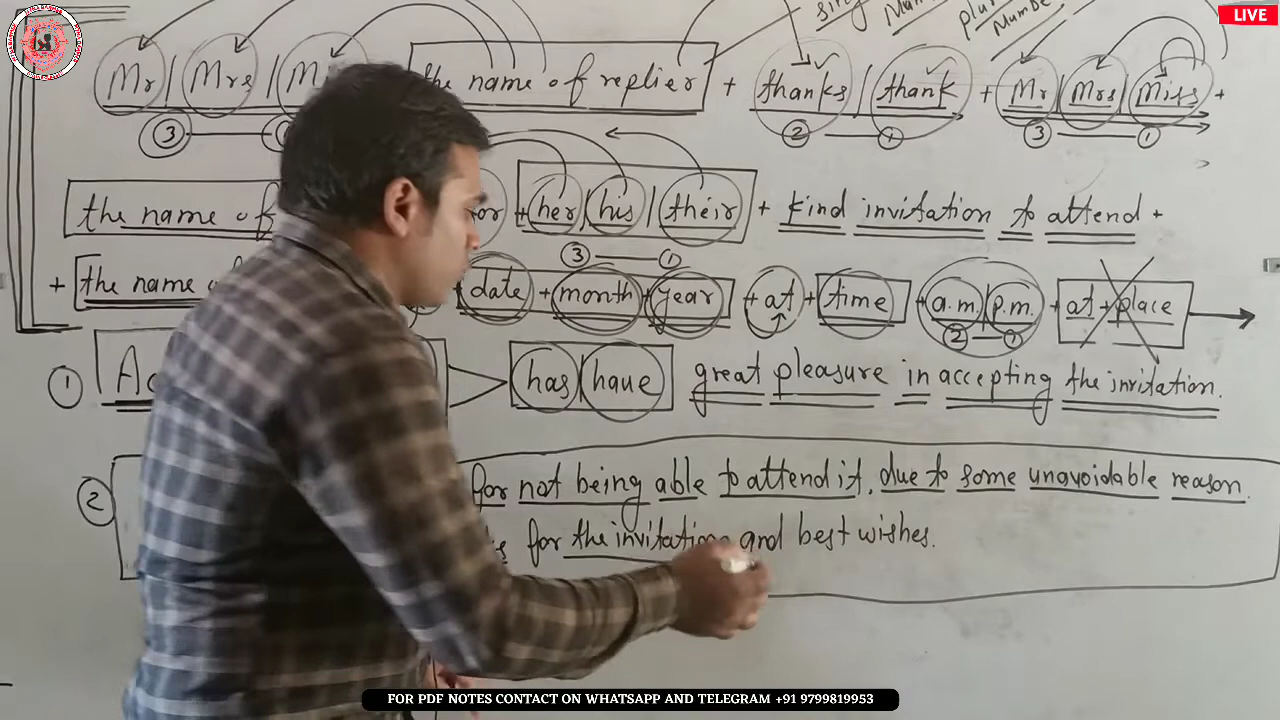 LIVE
Mr / Mrs / M the name of replier + thanks / thank + Mr / Mrs / Miss +
③ ② ③ ①
the name of or + her / his / their + kind invitation to attend +
③ ①
+ the name date + month + year + at + time + a.m. / p.m. + at + place
② ①
① has / have great pleasure in accepting the invitation.
② for not being able to attend it, due to some unavoidable reason.
for the invitation and best wishes.
FOR PDF NOTES CONTACT ON WHATSAPP AND TELEGRAM +91 9799819953